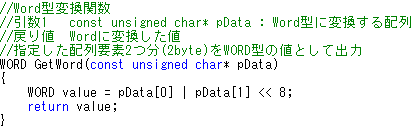 //Word型変換関数
//引数1   const unsigned char* pData : Word型に変換する配列
//戻り値  Wordに変換した値
//指定した配列要素2つ分(2byte)をWORD型の値として出力
WORD GetWord(const unsigned char* pData)
{
    WORD value = pData[0] | pData[1] << 8;
    return value;
}